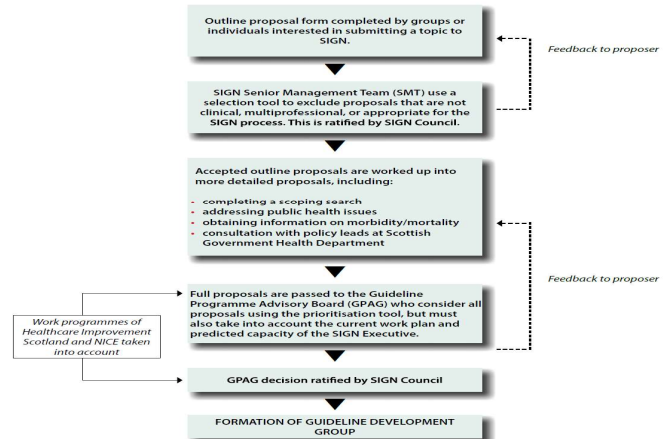 Outline proposal form completed by groups or
individuals interested in submitting a topic to
SIGN.
Feedback to proposer
SIGN Senior Management Team (SMT) use a
selection tool to exclude proposals that are not
clinical, multiprofessional, or appropriate for the
SIGN process. This is ratified by SIGN Council.
Accepted outline proposals are worked up into
more detailed proposals, including:
- completing a scoping search
- addressing public health issues
- obtaining information on morbidity/mortality
- consultation with policy leads at Scottish
Government Health Department
Feedback to proposer
Full proposals are passed to the Guideline
Programme Advisory Board (GPAG) who consider all
proposals using the prioritisation tool, but must
also take into account the current work plan and
predicted capacity of the SIGN Executive.
Work programmes of
Healthcare Improvement
Scotland and NICE taken
into account
GPAG decision ratified by SIGN Council
FORMATION OF GUIDELINE DEVELOPMENT
GROUP